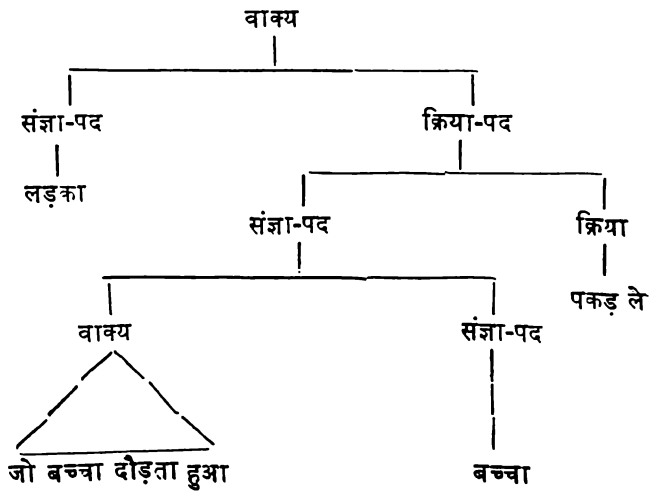 वाक्य
संज्ञा-पद क्रिया-पद
लड़का
संज्ञा-पद क्रिया
पकड़ ले
वाक्य संज्ञा-पद
जो बच्चा दौड़ता हुआ बच्चा